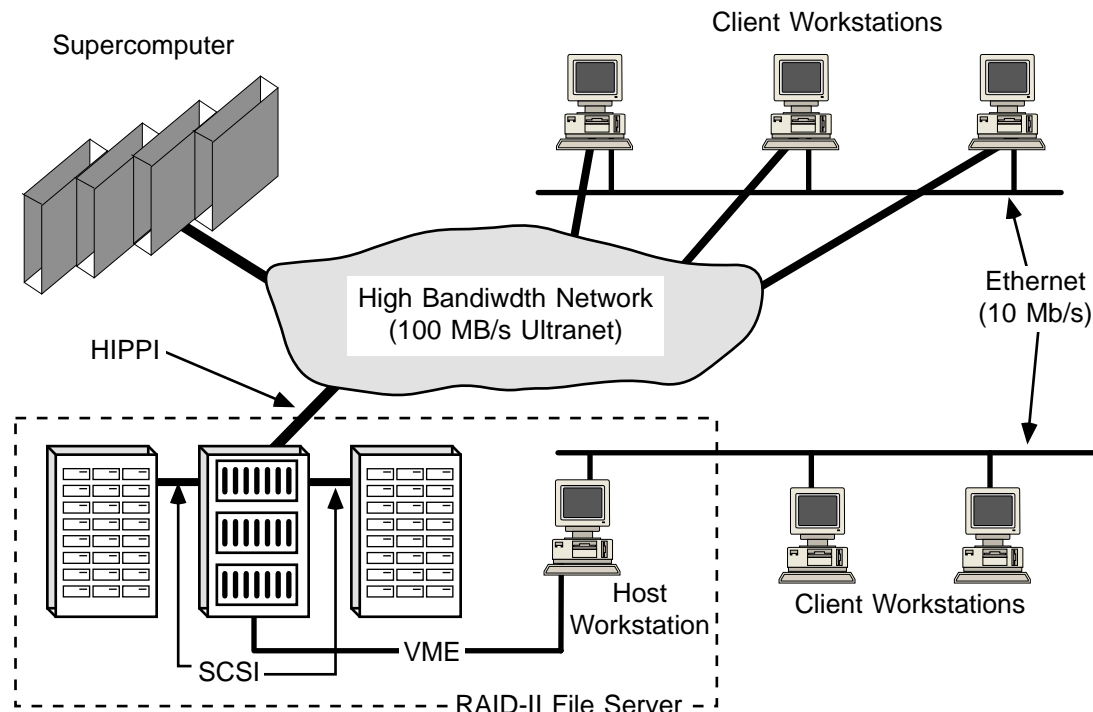 Client Workstations
Supercomputer
High Bandiwdth Network
(100 MB/s Ultranet)
Ethernet
(10 Mb/s)
HIPPI
Host
Workstation
Client Workstations
VME
SCSI
RAID-II File Server